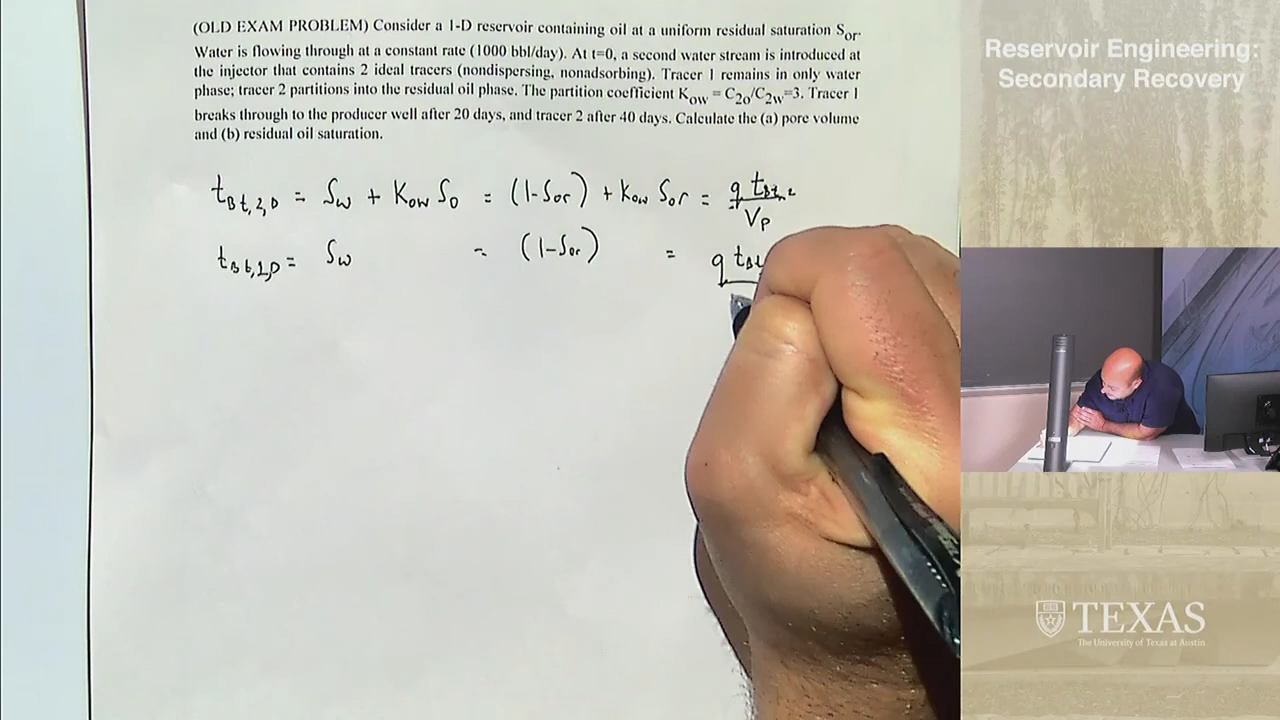 (OLD EXAM PROBLEM) Consider a 1-D reservoir containing oil at a uniform residual saturation Sor.
Water is flowing through at a constant rate (1000 bbl/day). At t=0, a second water stream is introduced at
the injector that contains 2 ideal tracers (nondispersing, nonadsorbing). Tracer 1 remains in only water
phase; tracer 2 partitions into the residual oil phase. The partition coefficient Kow = C2o/C2w=3. Tracer 1
breaks through to the producer well after 20 days, and tracer 2 after 40 days. Calculate the (a) pore volume
and (b) residual oil saturation.
tBt,2,D = Sw + Kow So = (1-Sor) + Kow Sor = q tBt,2 / Vp
tBt,1,D = Sw = (1-Sor) = q tBt
Reservoir Engineering:
Secondary Recovery
TEXAS
The University of Texas at Austin